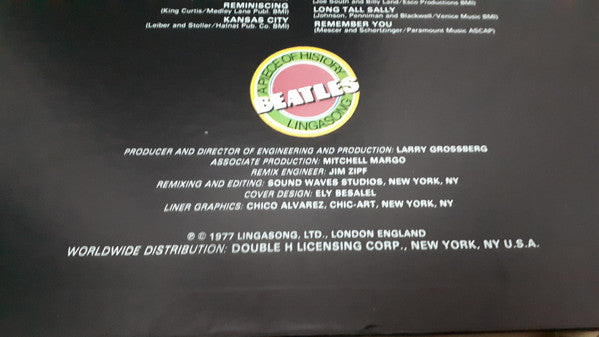 REMINISCING
(King Curtis/Medley Lane Publ. BMI)
KANSAS CITY
(Leiber and Stoller/Halnat Pub. Co. BMI)
(Joe South and Billy Land/Esco Productions BMI)
LONG TALL SALLY
(Johnson, Penniman and Blackwell/Venice Music BMI)
REMEMBER YOU
(Mescer and Schertzinger/Paramount Music ASCAP)
A PIECE OF HISTORY
BEATLES
LINGASONG
PRODUCER AND DIRECTOR OF ENGINEERING AND PRODUCTION: LARRY GROSSBERG
ASSOCIATE PRODUCTION: MITCHELL MARGO
REMIX ENGINEER: JIM ZIPF
REMIXING AND EDITING: SOUND WAVES STUDIOS, NEW YORK, NY
COVER DESIGN: ELY BESALEL
LINER GRAPHICS: CHICO ALVAREZ, CHIC-ART, NEW YORK, NY
℗ © 1977 LINGASONG, LTD., LONDON ENGLAND
WORLDWIDE DISTRIBUTION: DOUBLE H LICENSING CORP., NEW YORK, NY U.S.A.